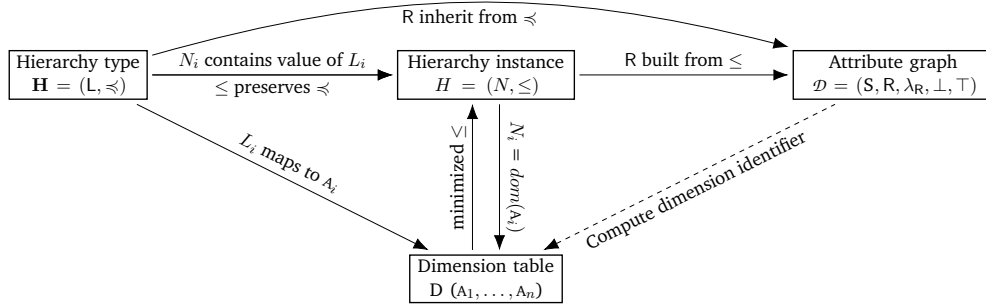 R inherit from ≼
Hierarchy type
𝐇 = (L, ≼)
N_i contains value of L_i
≤ preserves ≼
Hierarchy instance
H = (N, ≤)
R built from ≤
Attribute graph
𝒟 = (S, R, λ_R, ⊥, ⊤)
L_i maps to A_i
minimized ≤
N_i = dom(A_i)
Compute dimension identifier
Dimension table
D (A_1, . . . , A_n)